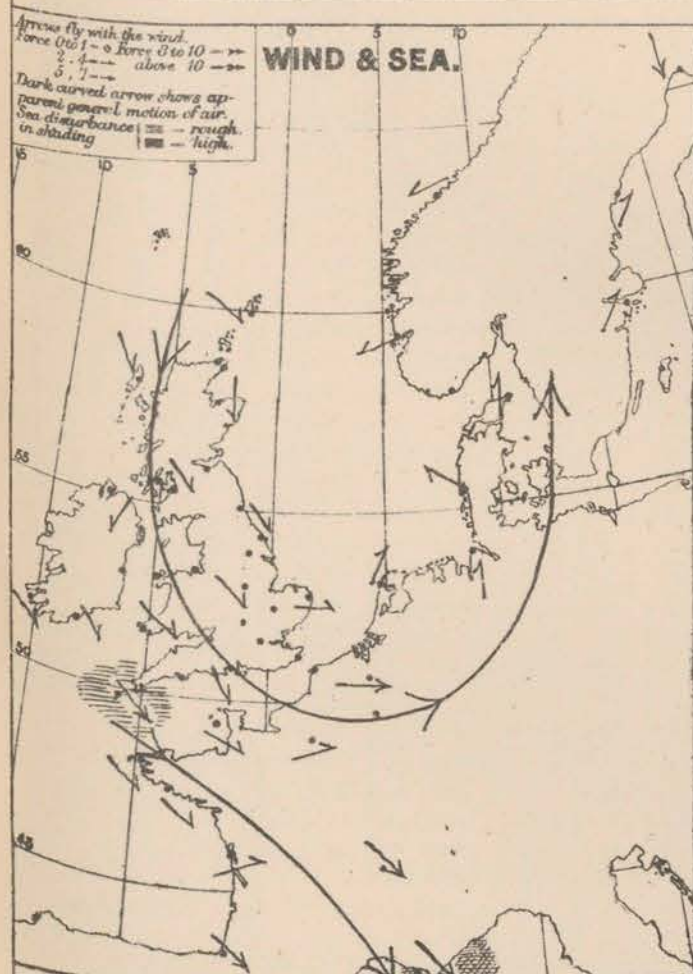 Arrows fly with the wind.
Force 0 to 1 – o Force 8 to 10 –
2 . 4 – above 10 –
5 , 7 –
Dark curved arrow shows ap-
parent general motion of air.
Sea disturbance – rough.
in shading – high.
WIND & SEA.
5 0 5 10
15 10 5
60
55
50
45